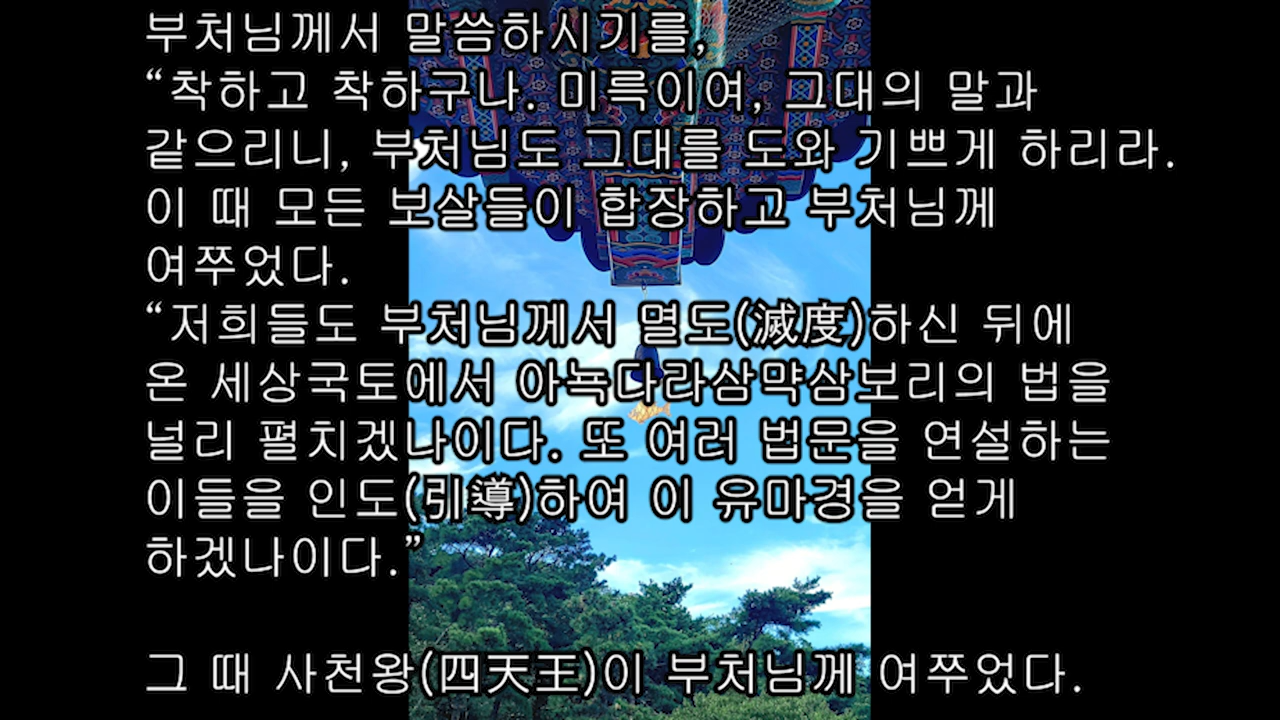 부처님께서 말씀하시기를,
“착하고 착하구나. 미륵이여, 그대의 말과
같으리니, 부처님도 그대를 도와 기쁘게 하리라.
이 때 모든 보살들이 합장하고 부처님께
여쭈었다.
“저희들도 부처님께서 멸도(滅度)하신 뒤에
온 세상국토에서 아뇩다라삼먁삼보리의 법을
널리 펼치겠나이다. 또 여러 법문을 연설하는
이들을 인도(引導)하여 이 유마경을 얻게
하겠나이다.”
그 때 사천왕(四天王)이 부처님께 여쭈었다.